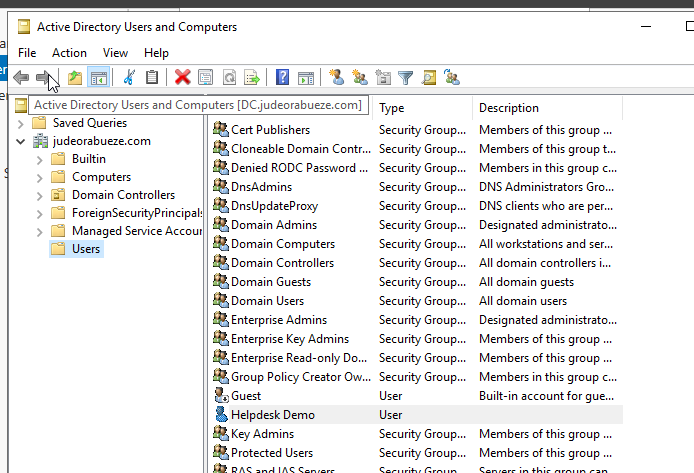 Active Directory Users and Computers
File Action View Help
Active Directory Users and Computers [DC.judeorabueze.com]
Type Description
Saved Queries
judeorabueze.com
Builtin
Computers
Domain Controllers
ForeignSecurityPrincipals
Managed Service Accour
Users
Cert Publishers Security Group... Members of this group ...
Cloneable Domain Contr... Security Group... Members of this group ...
Denied RODC Password ... Security Group... Members in this group c...
DnsAdmins Security Group... DNS Administrators Gro...
DnsUpdateProxy Security Group... DNS clients who are per...
Domain Admins Security Group... Designated administrato...
Domain Computers Security Group... All workstations and ser...
Domain Controllers Security Group... All domain controllers i...
Domain Guests Security Group... All domain guests
Domain Users Security Group... All domain users
Enterprise Admins Security Group... Designated administrato...
Enterprise Key Admins Security Group... Members of this group ...
Enterprise Read-only Do... Security Group... Members of this group ...
Group Policy Creator Ow... Security Group... Members in this group c...
Guest User Built-in account for gue...
Helpdesk Demo User
Key Admins Security Group... Members of this group ...
Protected Users Security Group... Members of this group ...
RAS and IAS Servers Security Group... Servers in this group can